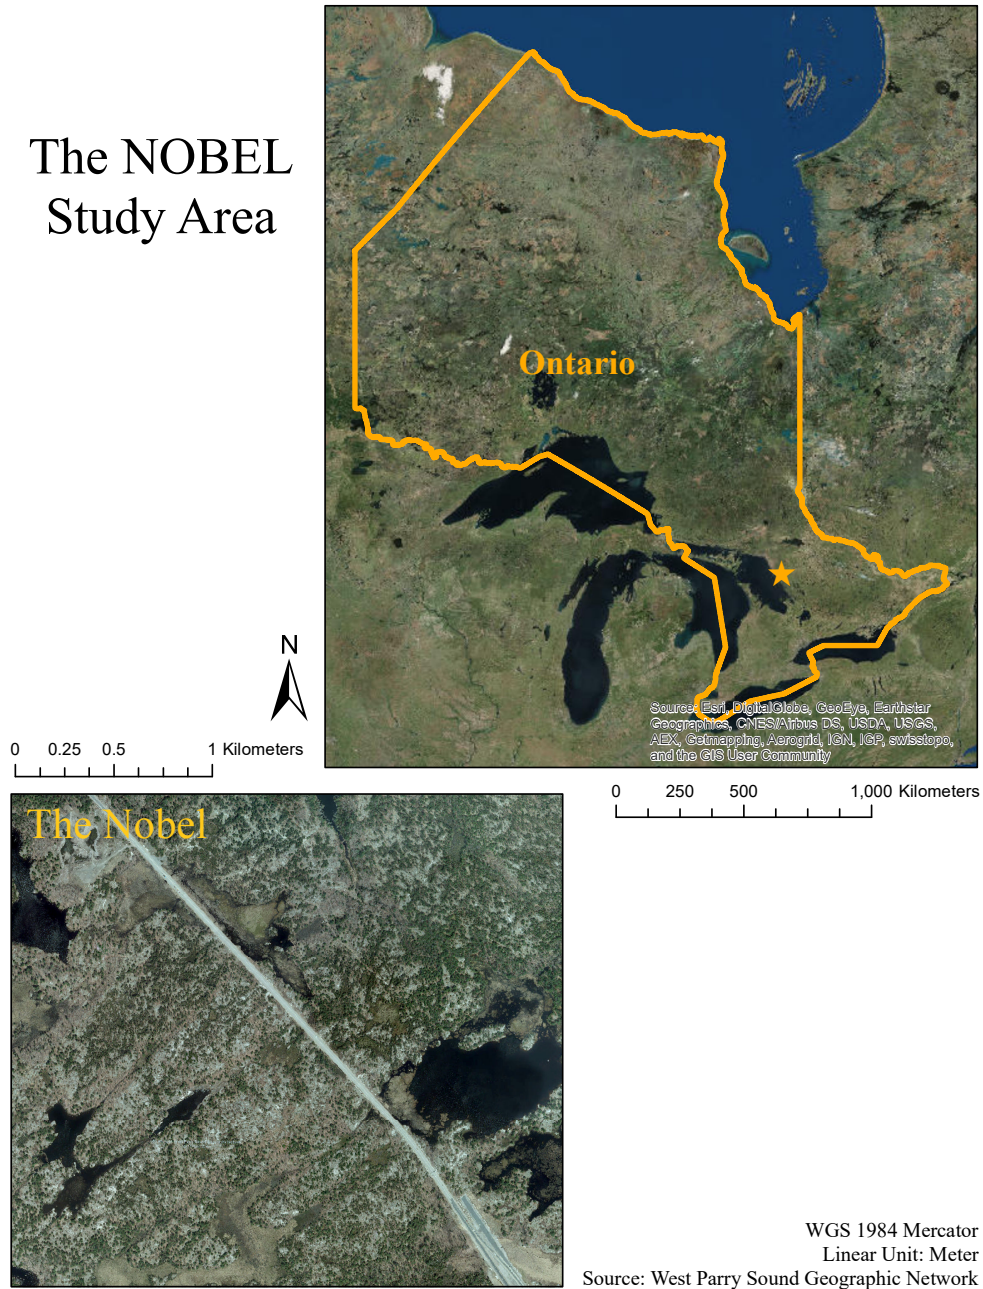 The NOBEL
Study Area
Ontario
Source: Esri, DigitalGlobe, GeoEye, Earthstar
Geographics, CNES/Airbus DS, USDA, USGS,
AEX, Getmapping, Aerogrid, IGN, IGP, swisstopo,
and the GIS User Community
N
0 0.25 0.5 1 Kilometers
0 250 500 1,000 Kilometers
The Nobel
WGS 1984 Mercator
Linear Unit: Meter
Source: West Parry Sound Geographic Network